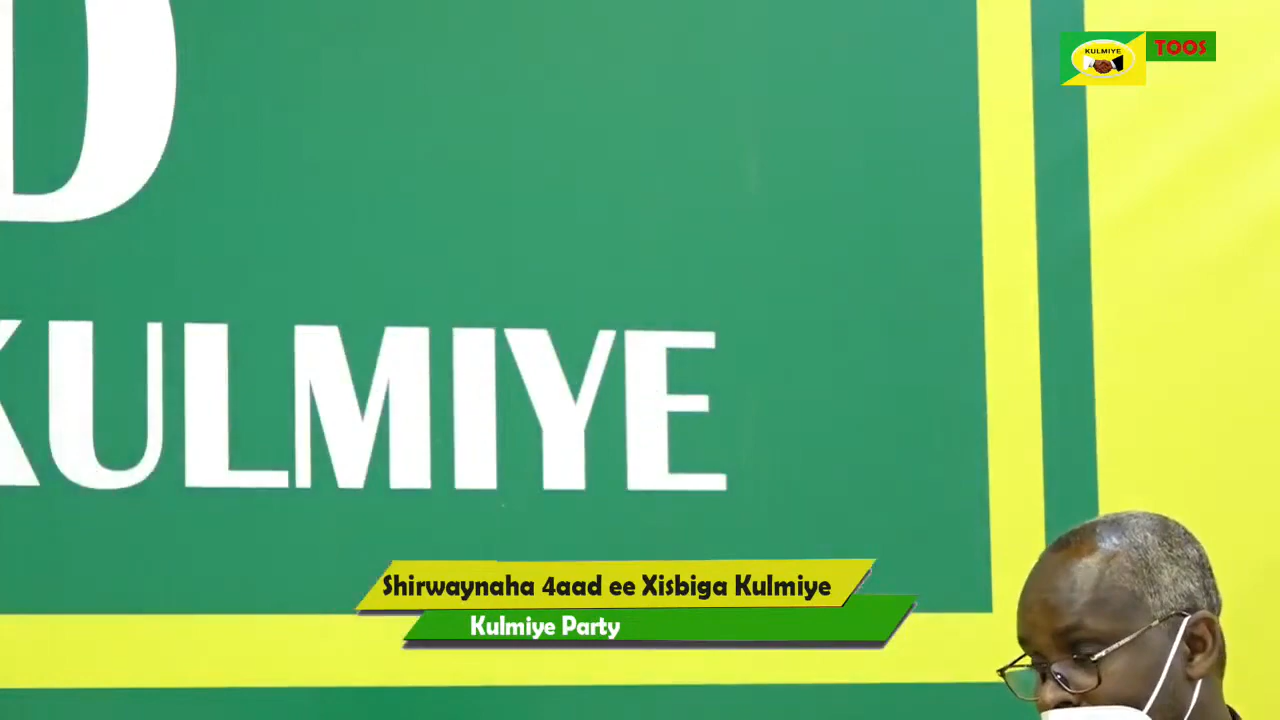 KULMIYE
TOOS
D
KULMIYE
Shirwaynaha 4aad ee Xisbiga Kulmiye
Kulmiye Party